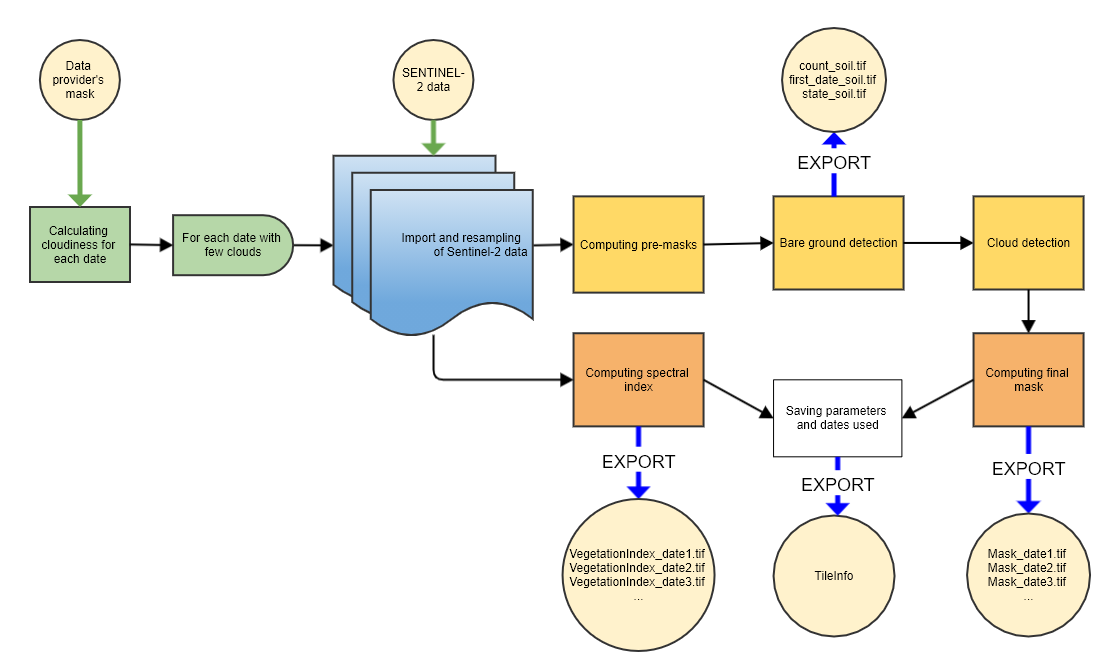 Data
provider's
mask
SENTINEL-
2 data
count_soil.tif
first_date_soil.tif
state_soil.tif
EXPORT
Calculating
cloudiness for
each date
For each date with
few clouds
Import and resampling
of Sentinel-2 data
Computing pre-masks
Bare ground detection
Cloud detection
Computing spectral
index
Saving parameters
and dates used
Computing final
mask
EXPORT
EXPORT
EXPORT
VegetationIndex_date1.tif
VegetationIndex_date2.tif
VegetationIndex_date3.tif
...
TileInfo
Mask_date1.tif
Mask_date2.tif
Mask_date3.tif
...